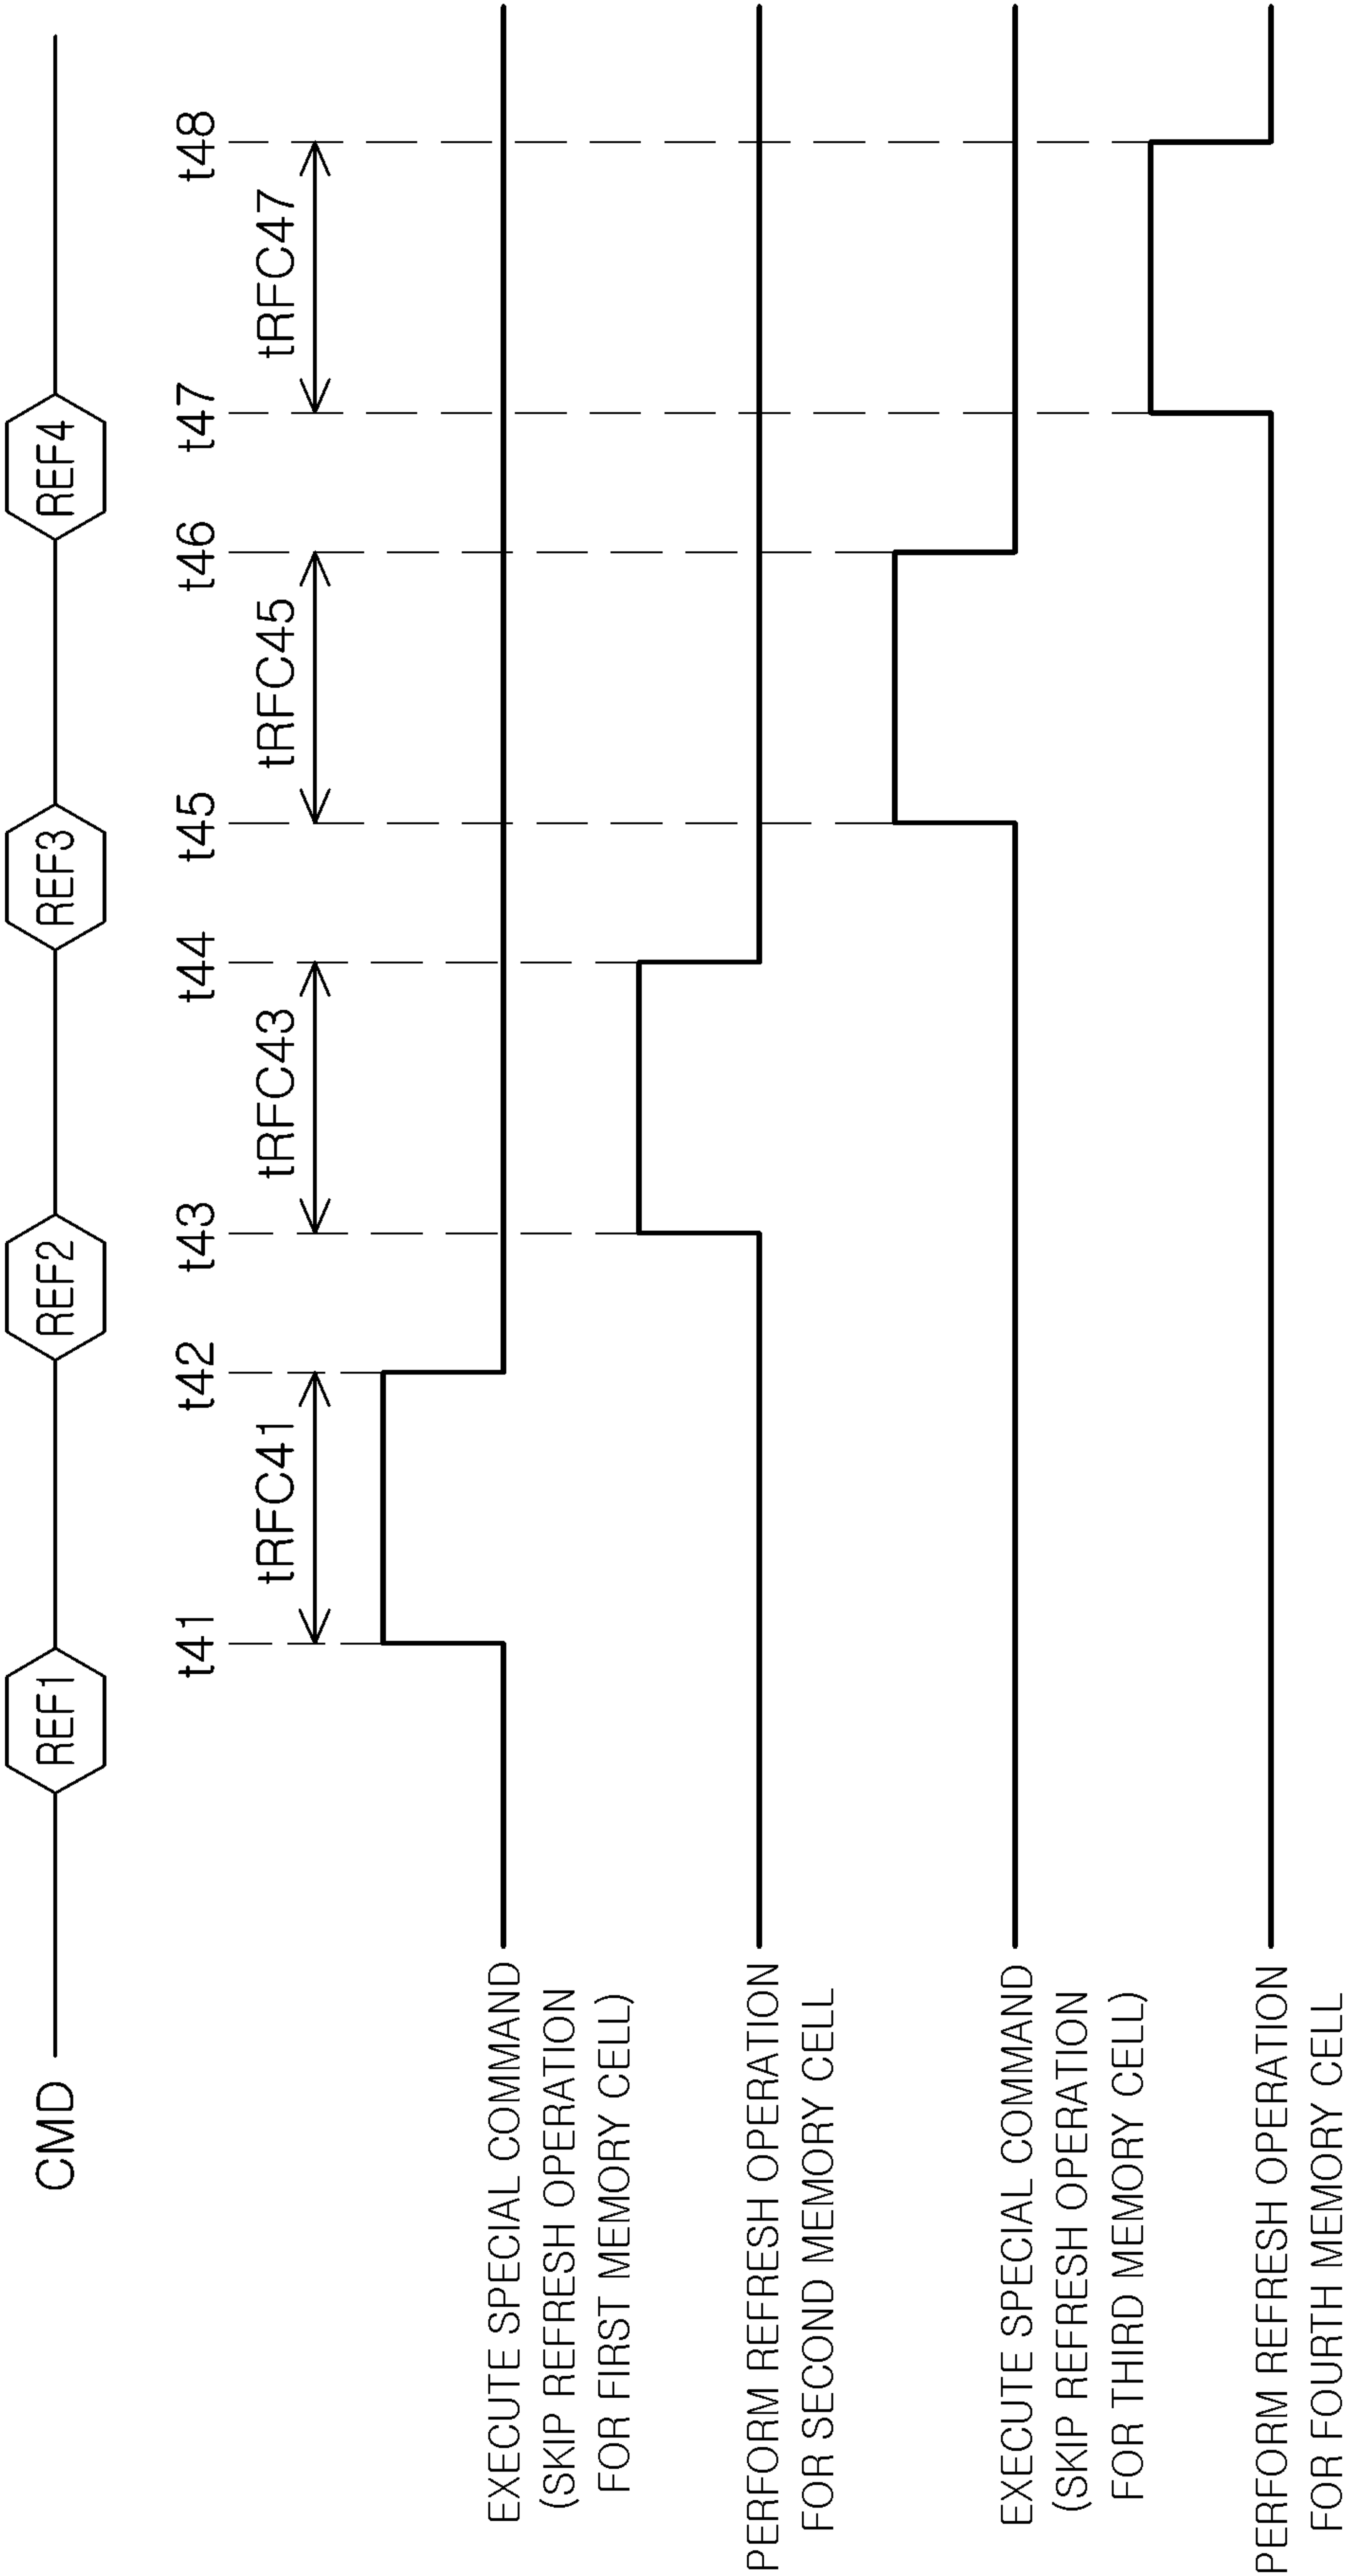 CMD
REF1
REF2
REF3
REF4
t41
t42
t43
t44
t45
t46
t47
t48
tRFC41
tRFC43
tRFC45
tRFC47
EXECUTE SPECIAL COMMAND
(SKIP REFRESH OPERATION
FOR FIRST MEMORY CELL)
PERFORM REFRESH OPERATION
FOR SECOND MEMORY CELL
EXECUTE SPECIAL COMMAND
(SKIP REFRESH OPERATION
FOR THIRD MEMORY CELL)
PERFORM REFRESH OPERATION
FOR FOURTH MEMORY CELL